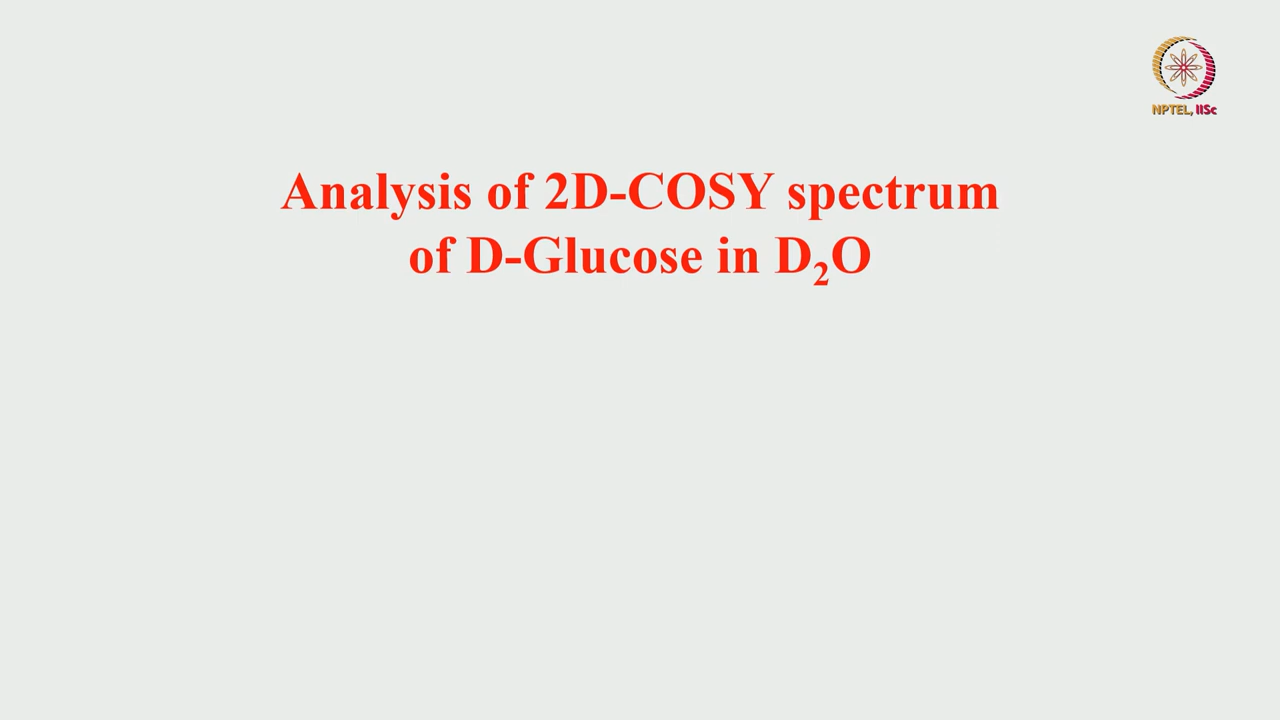 NPTEL, IISc
Analysis of 2D-COSY spectrum
of D-Glucose in D₂O